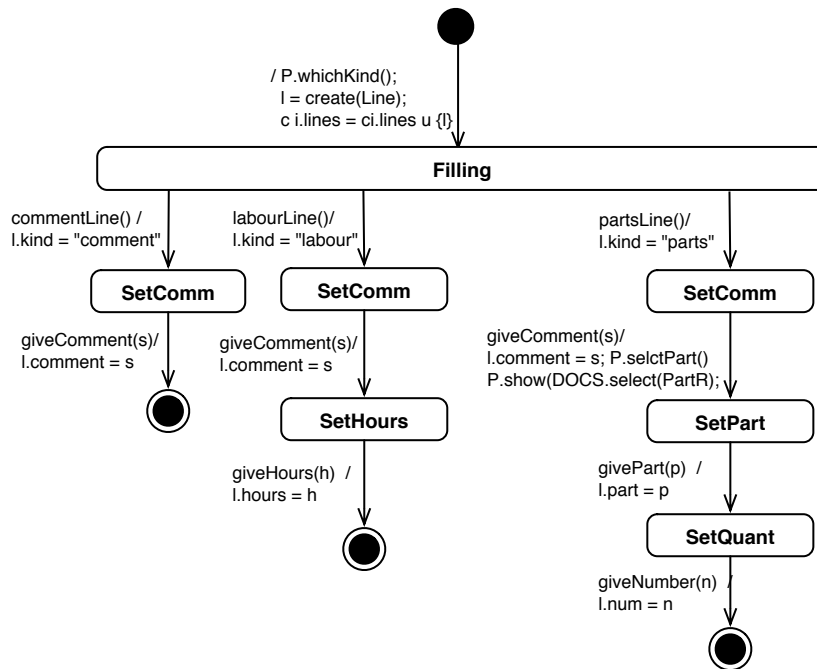 / P.whichKind();
l = create(Line);
c i.lines = ci.lines u {l}
Filling
commentLine() /
l.kind = "comment"
labourLine()/
l.kind = "labour"
partsLine()/
l.kind = "parts"
SetComm
SetComm
SetComm
giveComment(s)/
l.comment = s
giveComment(s)/
l.comment = s
giveComment(s)/
l.comment = s; P.selctPart()
P.show(DOCS.select(PartR);
SetHours
SetPart
giveHours(h) /
l.hours = h
givePart(p) /
l.part = p
SetQuant
giveNumber(n) /
l.num = n